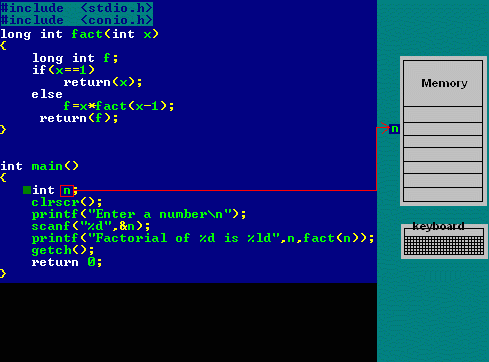 #include <stdio.h>
#include <conio.h>
long int fact(int x)
{
long int f;
if(x==1)
return(x);
else
f=x*fact(x-1);
return(f);
}
int main()
{
int n;
clrscr();
printf("Enter a number\n");
scanf("%d",&n);
printf("Factorial of %d is %ld",n,fact(n));
getch();
return 0;
}
Memory
n
keyboard